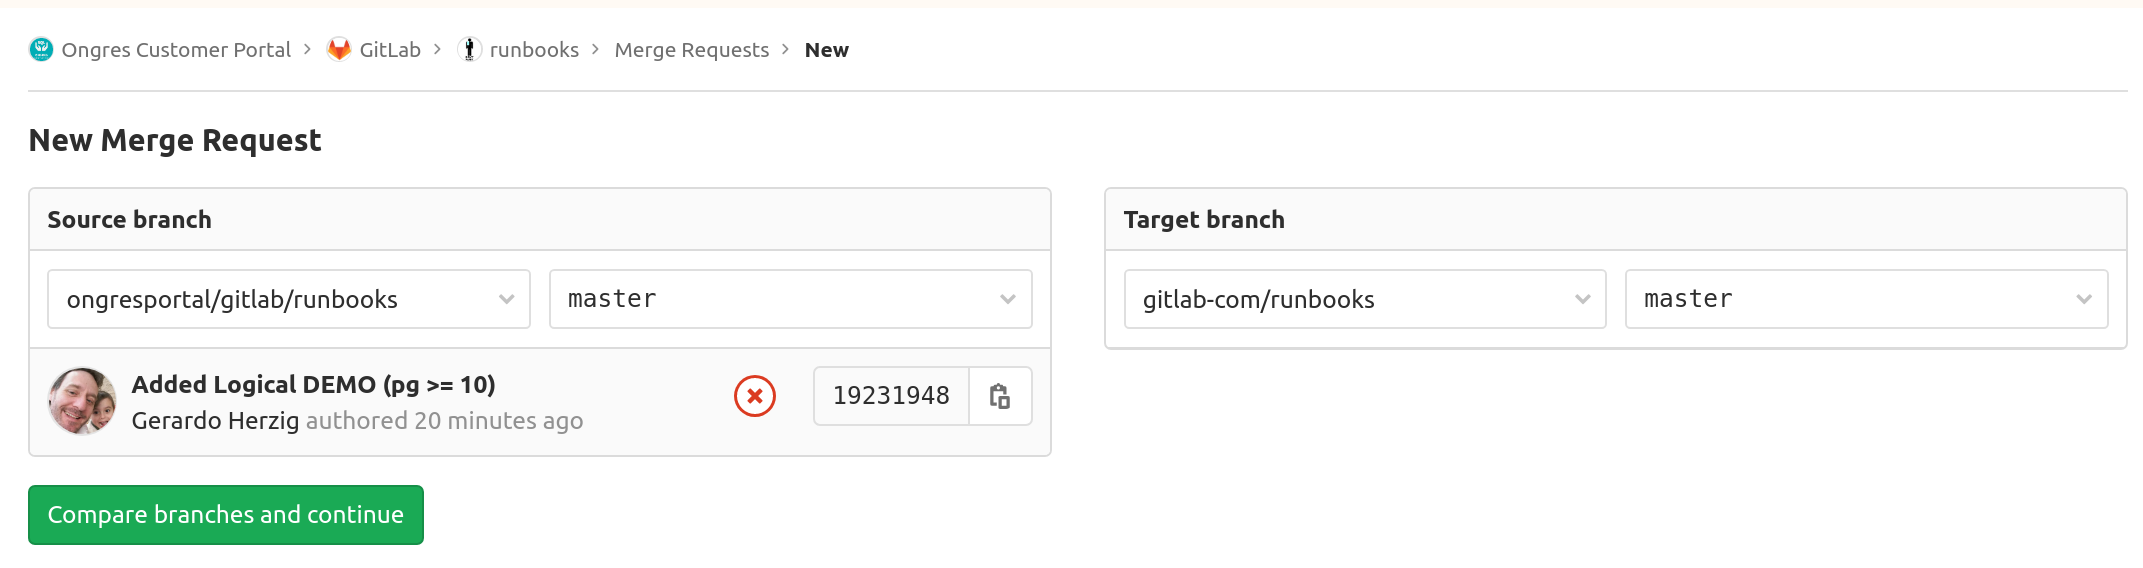 Ongres Customer Portal > GitLab > runbooks > Merge Requests > New
New Merge Request
Source branch
ongresportal/gitlab/runbooks
master
Added Logical DEMO (pg >= 10)
Gerardo Herzig authored 20 minutes ago
19231948
Target branch
gitlab-com/runbooks
master
Compare branches and continue